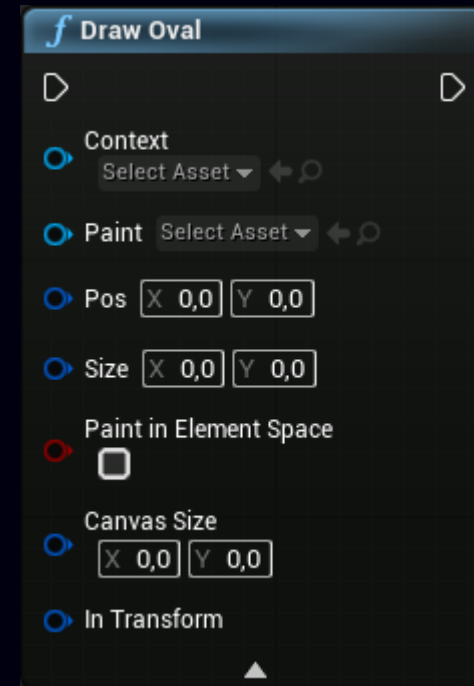 f Draw Oval
Context
Select Asset
Paint Select Asset
Pos X 0,0 Y 0,0
Size X 0,0 Y 0,0
Paint in Element Space
Canvas Size
X 0,0 Y 0,0
In Transform